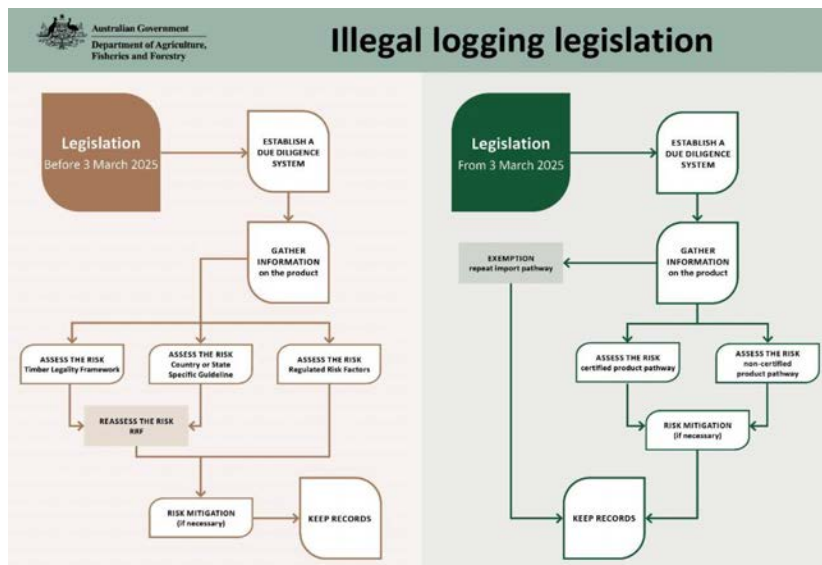 Australian Government
Department of Agriculture,
Fisheries and Forestry
Illegal logging legislation
Legislation
Before 3 March 2025
ESTABLISH A
DUE DILIGENCE
SYSTEM
GATHER
INFORMATION
on the product
ASSESS THE RISK
Timber Legality Framework
ASSESS THE RISK
Country or State
Specific Guideline
ASSESS THE RISK
Regulated Risk Factors
REASSESS THE RISK
RRF
RISK MITIGATION
(if necessary)
KEEP RECORDS
Legislation
From 3 March 2025
ESTABLISH A
DUE DILIGENCE
SYSTEM
GATHER
INFORMATION
on the product
EXEMPTION
repeat import pathway
ASSESS THE RISK
certified product pathway
ASSESS THE RISK
non-certified
product pathway
RISK MITIGATION
(if necessary)
KEEP RECORDS